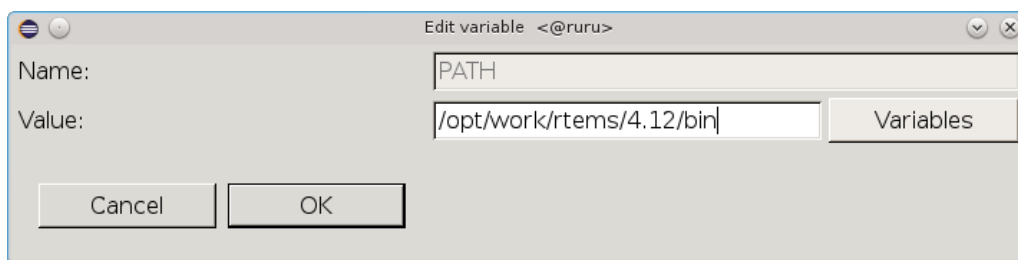 Edit variable <@ruru>
Name: PATH
Value: /opt/work/rtems/4.12/bin Variables
Cancel OK